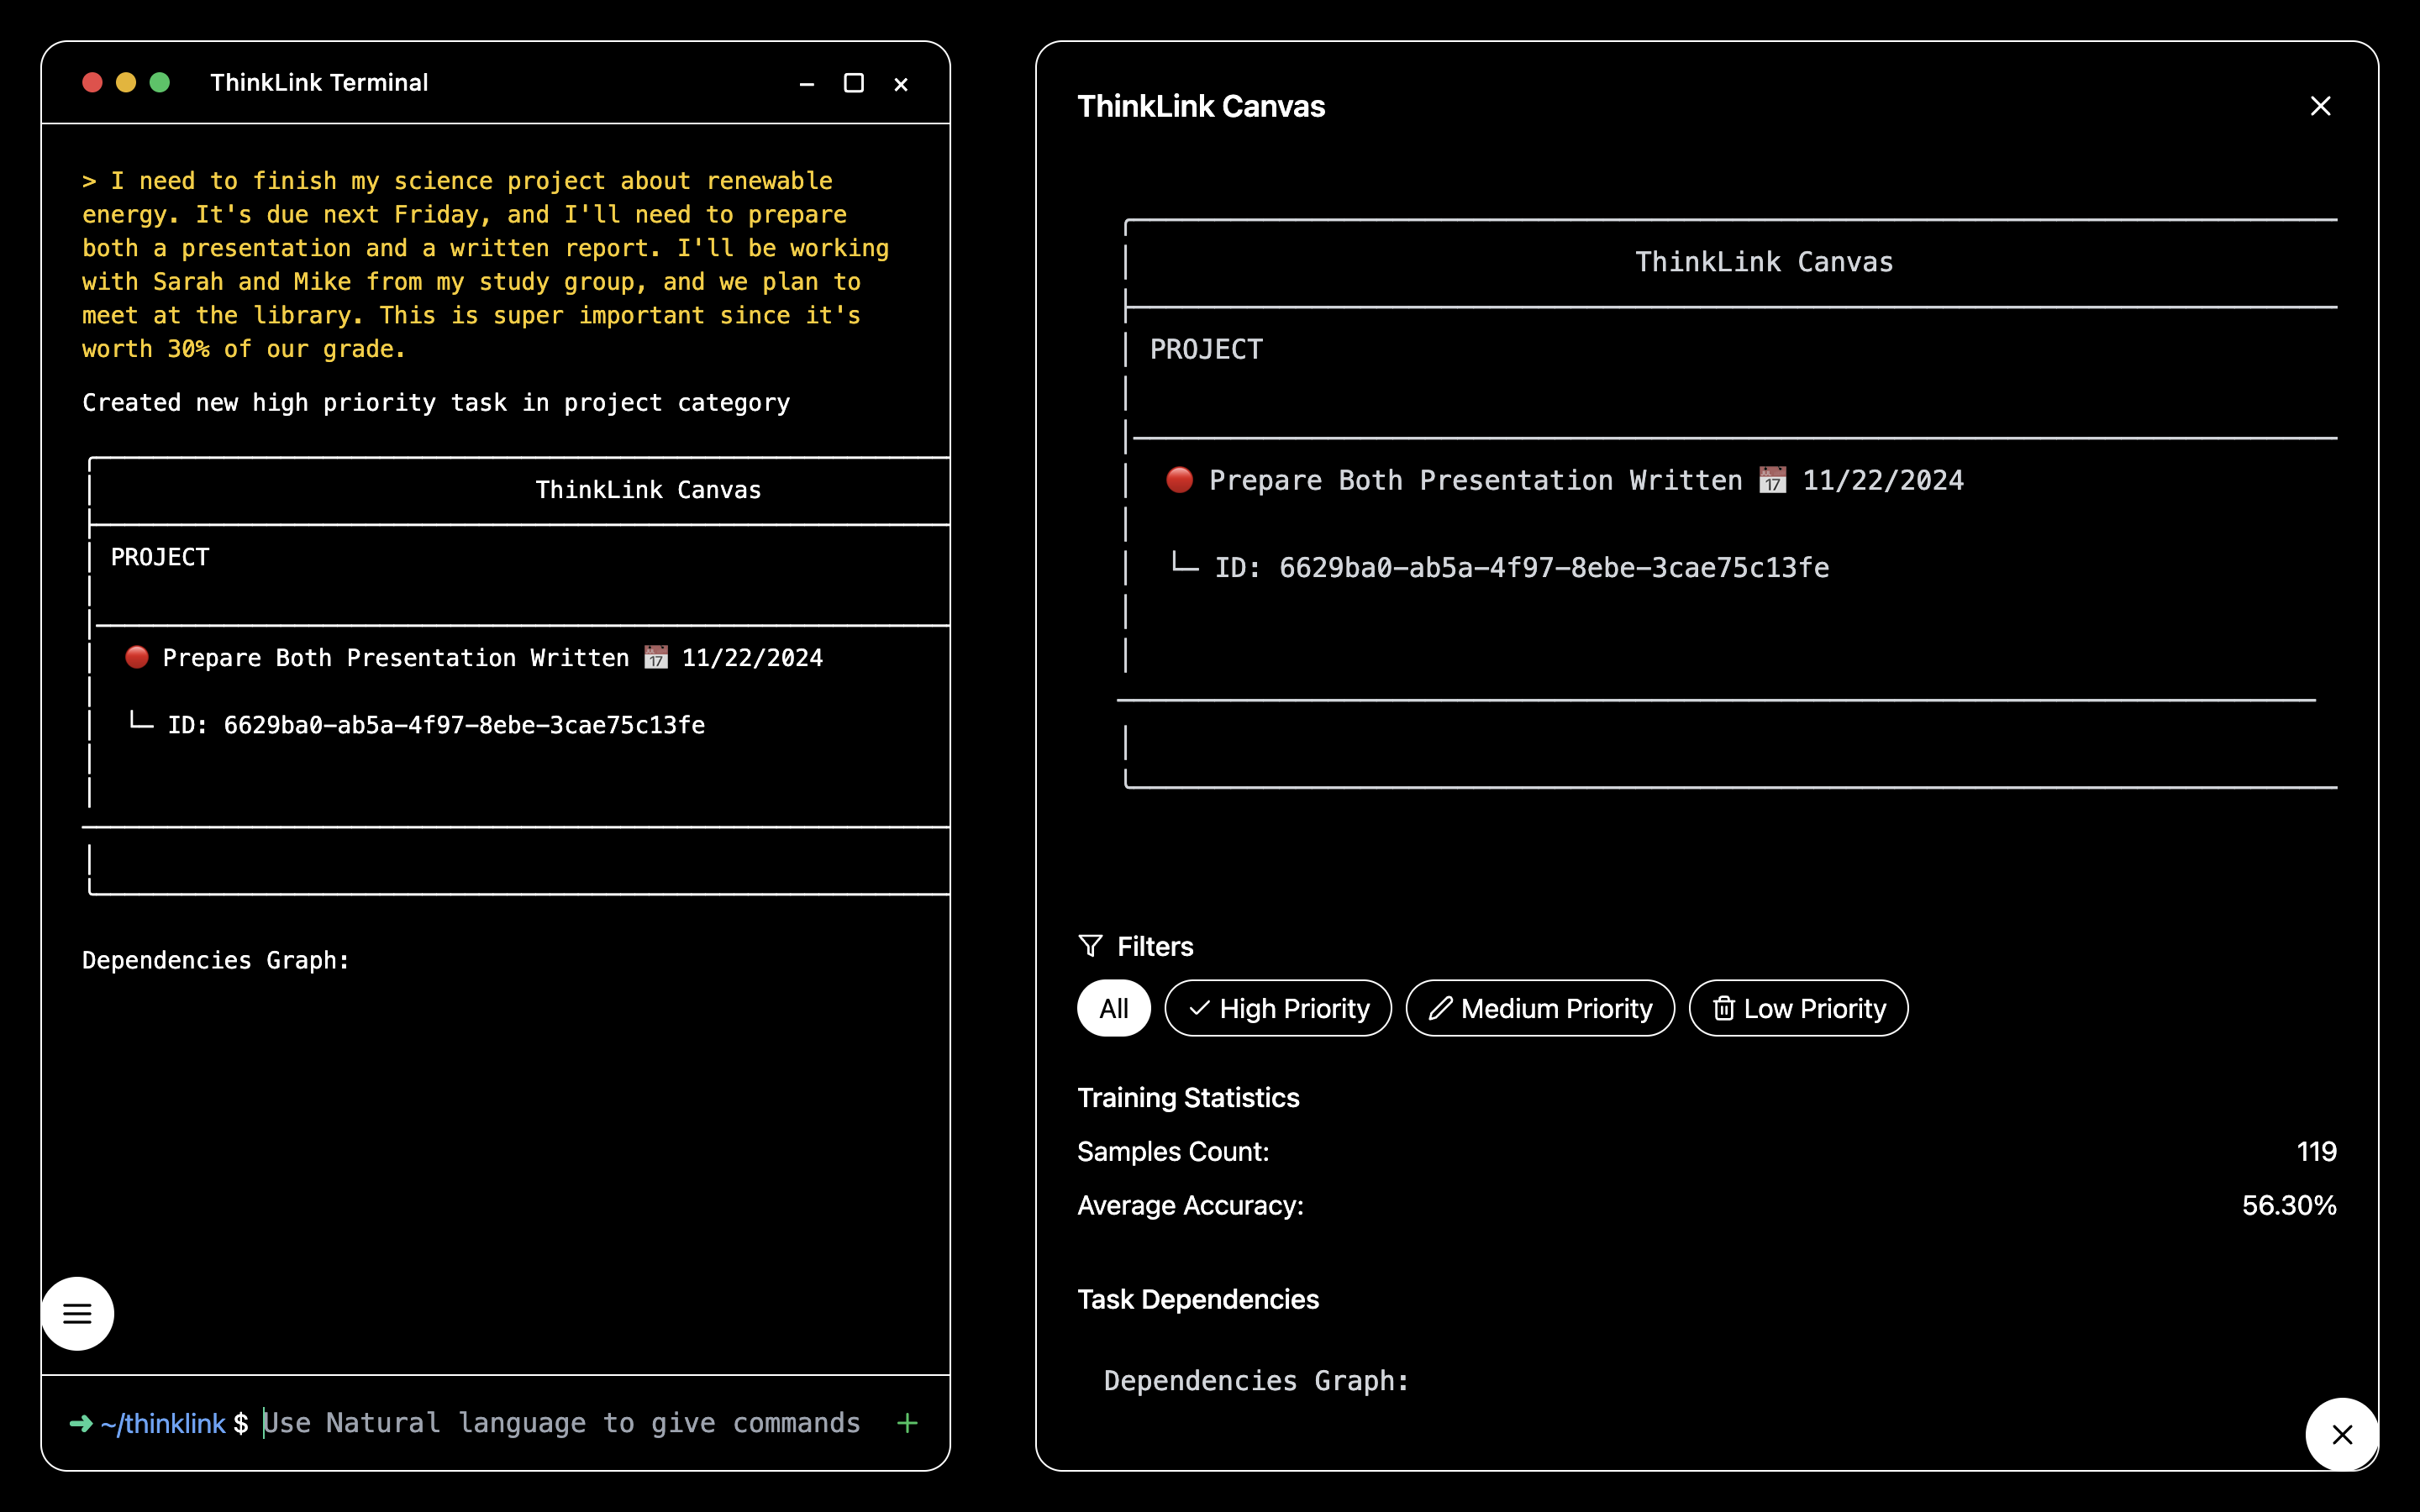 ThinkLink Terminal
> I need to finish my science project about renewable
energy. It's due next Friday, and I'll need to prepare
both a presentation and a written report. I'll be working
with Sarah and Mike from my study group, and we plan to
meet at the library. This is super important since it's
worth 30% of our grade.
Created new high priority task in project category
ThinkLink Canvas
PROJECT
Prepare Both Presentation Written 📅 11/22/2024
└─ ID: 6629ba0-ab5a-4f97-8ebe-3cae75c13fe
Dependencies Graph:
➜ ~/thinklink $ Use Natural language to give commands +
ThinkLink Canvas
ThinkLink Canvas
PROJECT
Prepare Both Presentation Written 📅 11/22/2024
└─ ID: 6629ba0-ab5a-4f97-8ebe-3cae75c13fe
Filters
All High Priority Medium Priority Low Priority
Training Statistics
Samples Count: 119
Average Accuracy: 56.30%
Task Dependencies
Dependencies Graph: